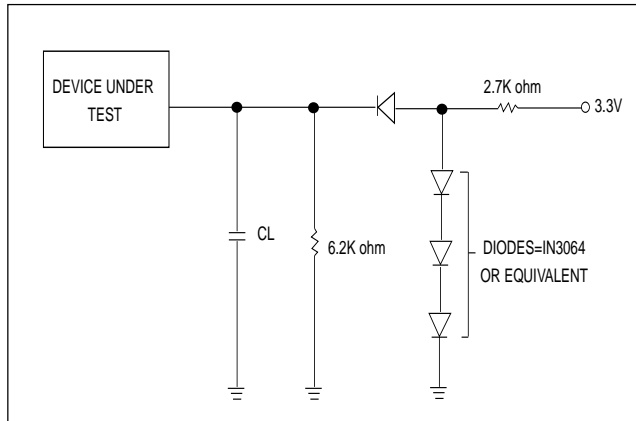 DEVICE UNDER
TEST
2.7K ohm
3.3V
CL
6.2K ohm
DIODES=IN3064
OR EQUIVALENT